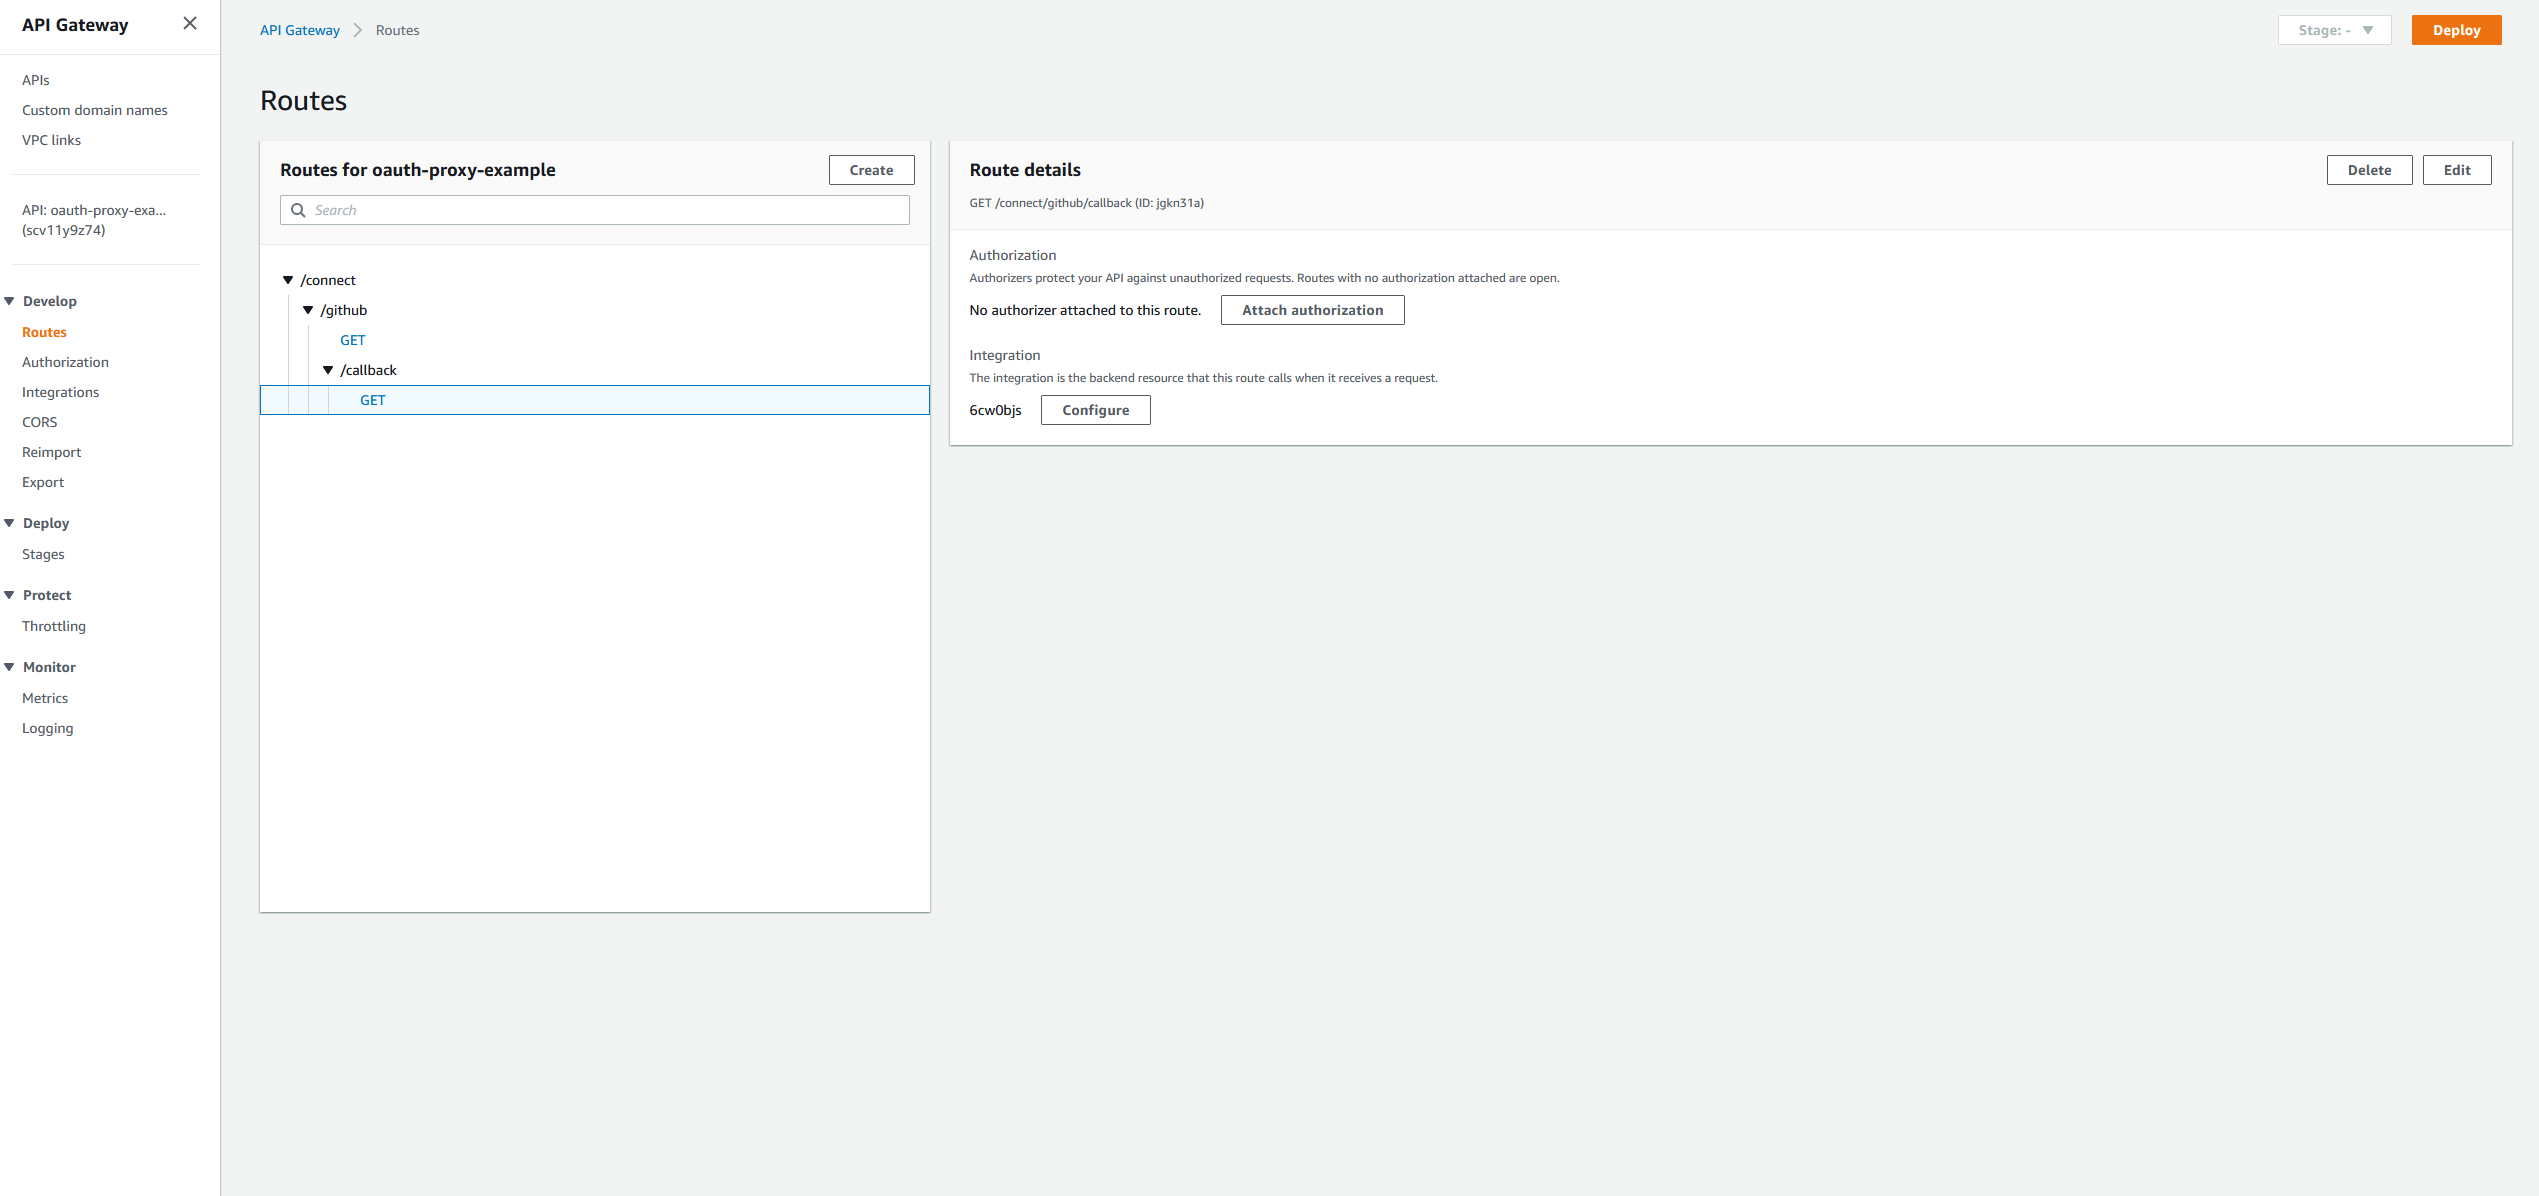 API Gateway
APIs
Custom domain names
VPC links
API: oauth-proxy-exa...
(scv11y9z74)
Develop
Routes
Authorization
Integrations
CORS
Reimport
Export
Deploy
Stages
Protect
Throttling
Monitor
Metrics
Logging
API Gateway
Routes
Stage: -
Deploy
Routes
Routes for oauth-proxy-example
Create
Search
/connect
/github
GET
/callback
GET
Route details
Delete
Edit
GET /connect/github/callback (ID: jgkn31a)
Authorization
Authorizers protect your API against unauthorized requests. Routes with no authorization attached are open.
No authorizer attached to this route.
Attach authorization
Integration
The integration is the backend resource that this route calls when it receives a request.
6cw0bjs
Configure